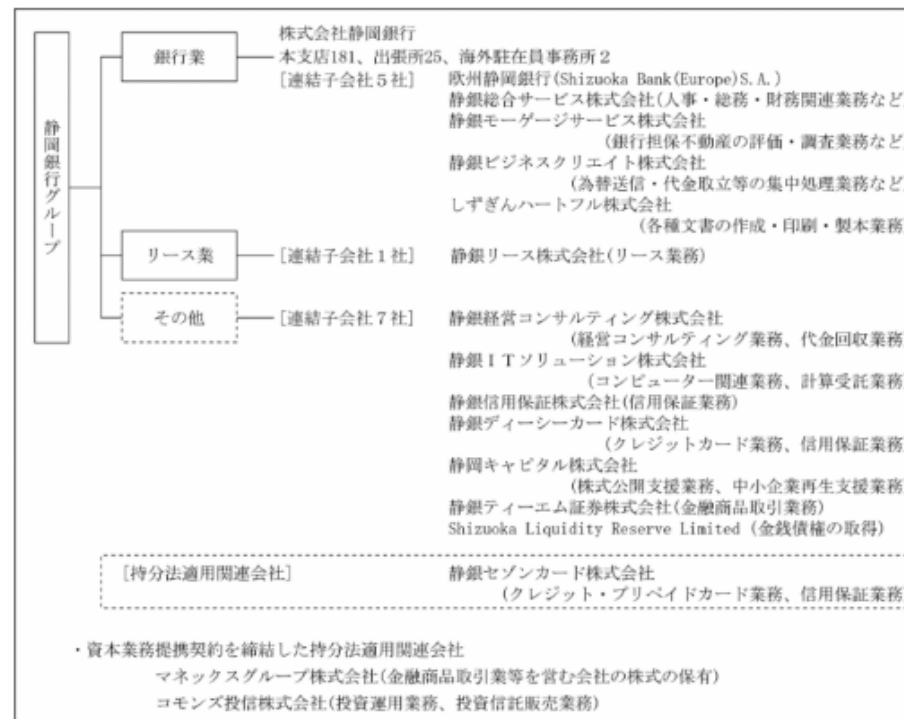 静岡銀行グループ
銀行業
株式会社静岡銀行
本支店181、出張所25、海外駐在員事務所2
[連結子会社5社]
欧州静岡銀行(Shizuoka Bank(Europe)S.A.)
静銀総合サービス株式会社(人事・総務・財務関連業務など)
静銀モーゲージサービス株式会社
(銀行担保不動産の評価・調査業務など)
静銀ビジネスクリエイト株式会社
(為替送信・代金取立等の集中処理業務など)
しずぎんハートフル株式会社
(各種文書の作成・印刷・製本業務)
リース業
[連結子会社1社]
静銀リース株式会社(リース業務)
その他
[連結子会社7社]
静銀経営コンサルティング株式会社
(経営コンサルティング業務、代金回収業務)
静銀ITソリューション株式会社
(コンピューター関連業務、計算受託業務)
静銀信用保証株式会社(信用保証業務)
静銀ディーシーカード株式会社
(クレジットカード業務、信用保証業務)
静岡キャピタル株式会社
(株式公開支援業務、中小企業再生支援業務)
静銀ティーエム証券株式会社(金融商品取引業務)
Shizuoka Liquidity Reserve Limited (金銭債権の取得)
[持分法適用関連会社]
静銀セゾンカード株式会社
(クレジット・プリペイドカード業務、信用保証業務)
・資本業務提携契約を締結した持分法適用関連会社
マネックスグループ株式会社(金融商品取引業等を営む会社の株式の保有)
コモンズ投信株式会社(投資運用業務、投資信託販売業務)